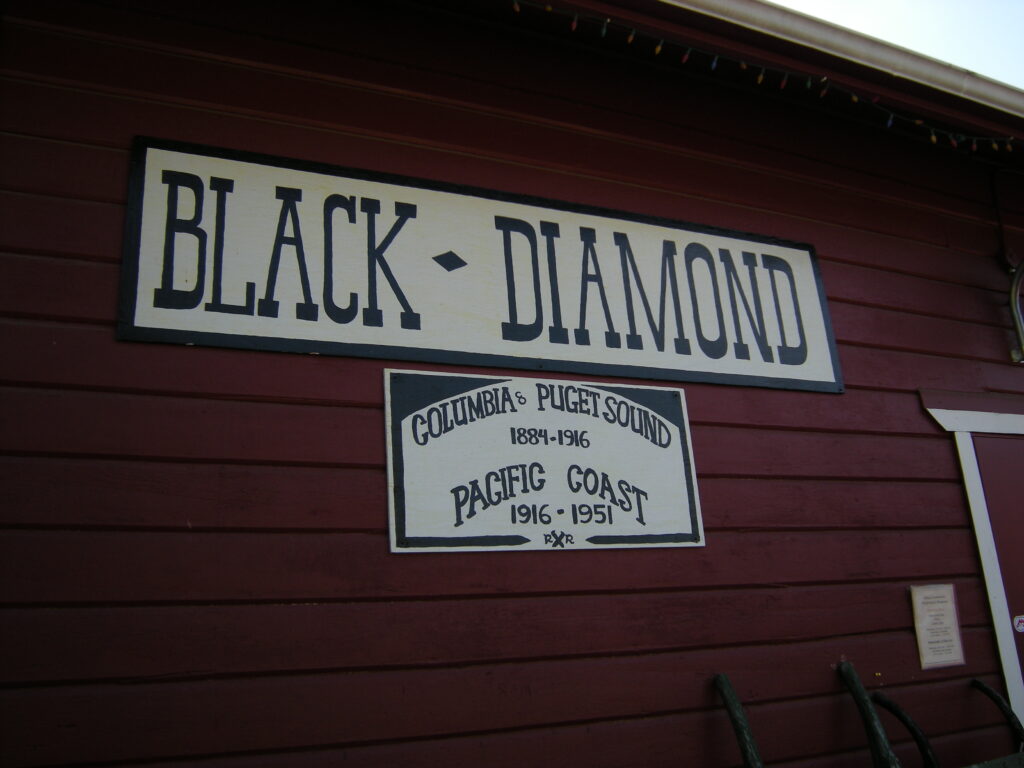 BLACK ⬥ DIAMOND
COLUMBIA & PUGET SOUND
1884-1916
PACIFIC COAST
1916-1951
RXR